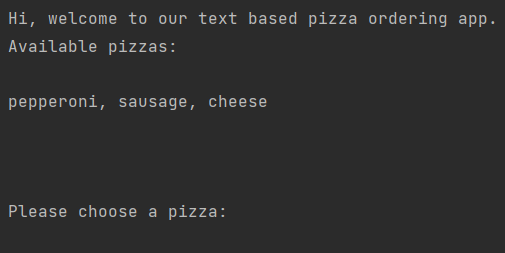 Hi, welcome to our text based pizza ordering app.
Available pizzas:
pepperoni, sausage, cheese
Please choose a pizza: